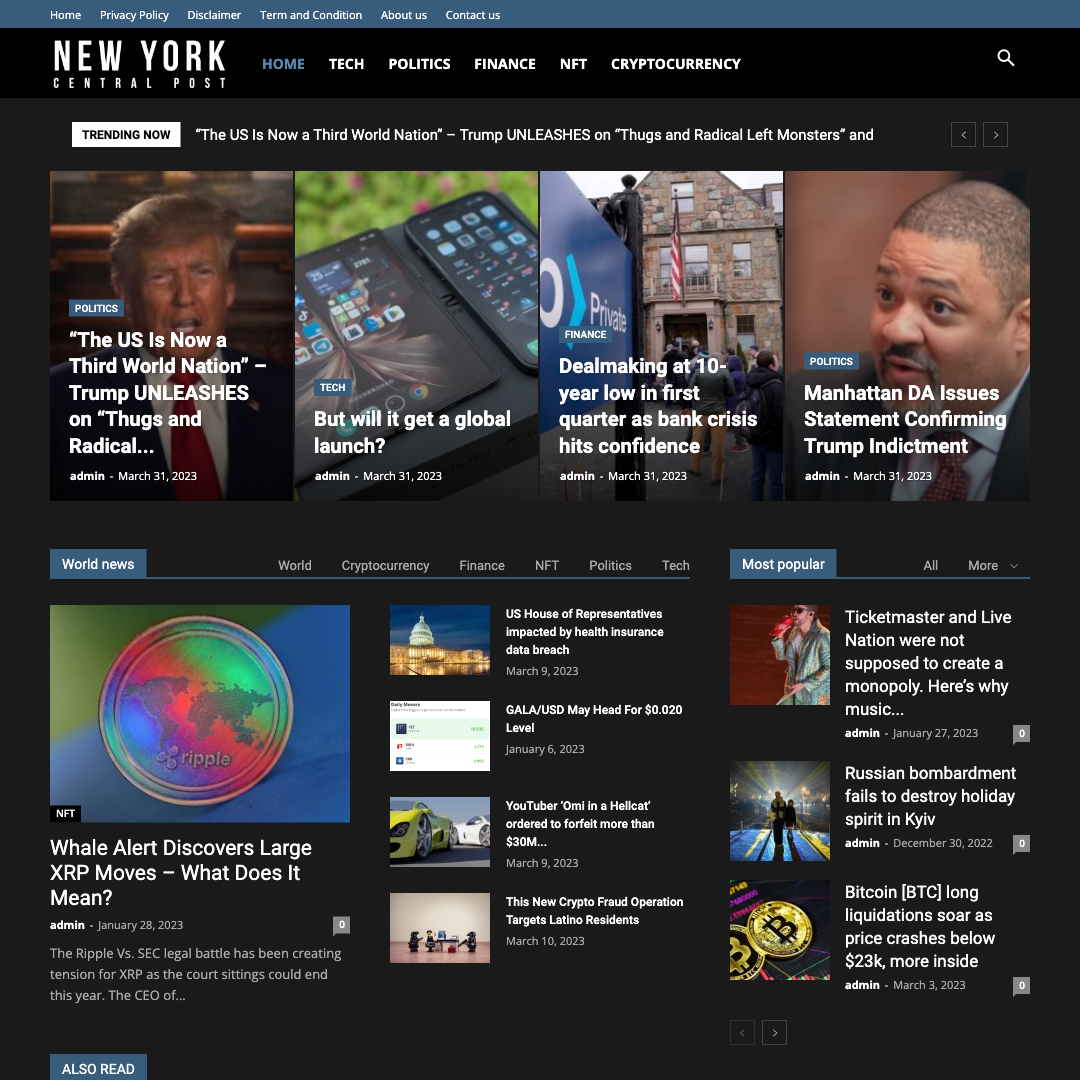 Home Privacy Policy Disclaimer Term and Condition About us Contact us
NEW YORK
CENTRAL POST
HOME TECH POLITICS FINANCE NFT CRYPTOCURRENCY
TRENDING NOW
“The US Is Now a Third World Nation” – Trump UNLEASHES on “Thugs and Radical Left Monsters” and
POLITICS
“The US Is Now a
Third World Nation” –
Trump UNLEASHES
on “Thugs and
Radical...
admin - March 31, 2023
TECH
But will it get a global
launch?
admin - March 31, 2023
Private
FINANCE
Dealmaking at 10-
year low in first
quarter as bank crisis
hits confidence
admin - March 31, 2023
POLITICS
Manhattan DA Issues
Statement Confirming
Trump Indictment
admin - March 31, 2023
World news
World Cryptocurrency Finance NFT Politics Tech
ripple
NFT
Whale Alert Discovers Large
XRP Moves – What Does It
Mean?
admin - January 28, 2023
0
The Ripple Vs. SEC legal battle has been creating
tension for XRP as the court sittings could end
this year. The CEO of...
US House of Representatives
impacted by health insurance
data breach
March 9, 2023
Daily Movers
GALA/USD May Head For $0.020
Level
January 6, 2023
YouTuber ‘Omi in a Hellcat’
ordered to forfeit more than
$30M...
March 9, 2023
This New Crypto Fraud Operation
Targets Latino Residents
March 10, 2023
Most popular
All More
Ticketmaster and Live
Nation were not
supposed to create a
monopoly. Here’s why
music...
admin - January 27, 2023
0
Russian bombardment
fails to destroy holiday
spirit in Kyiv
admin - December 30, 2022
0
Bitcoin [BTC] long
liquidations soar as
price crashes below
$23k, more inside
admin - March 3, 2023
0
ALSO READ